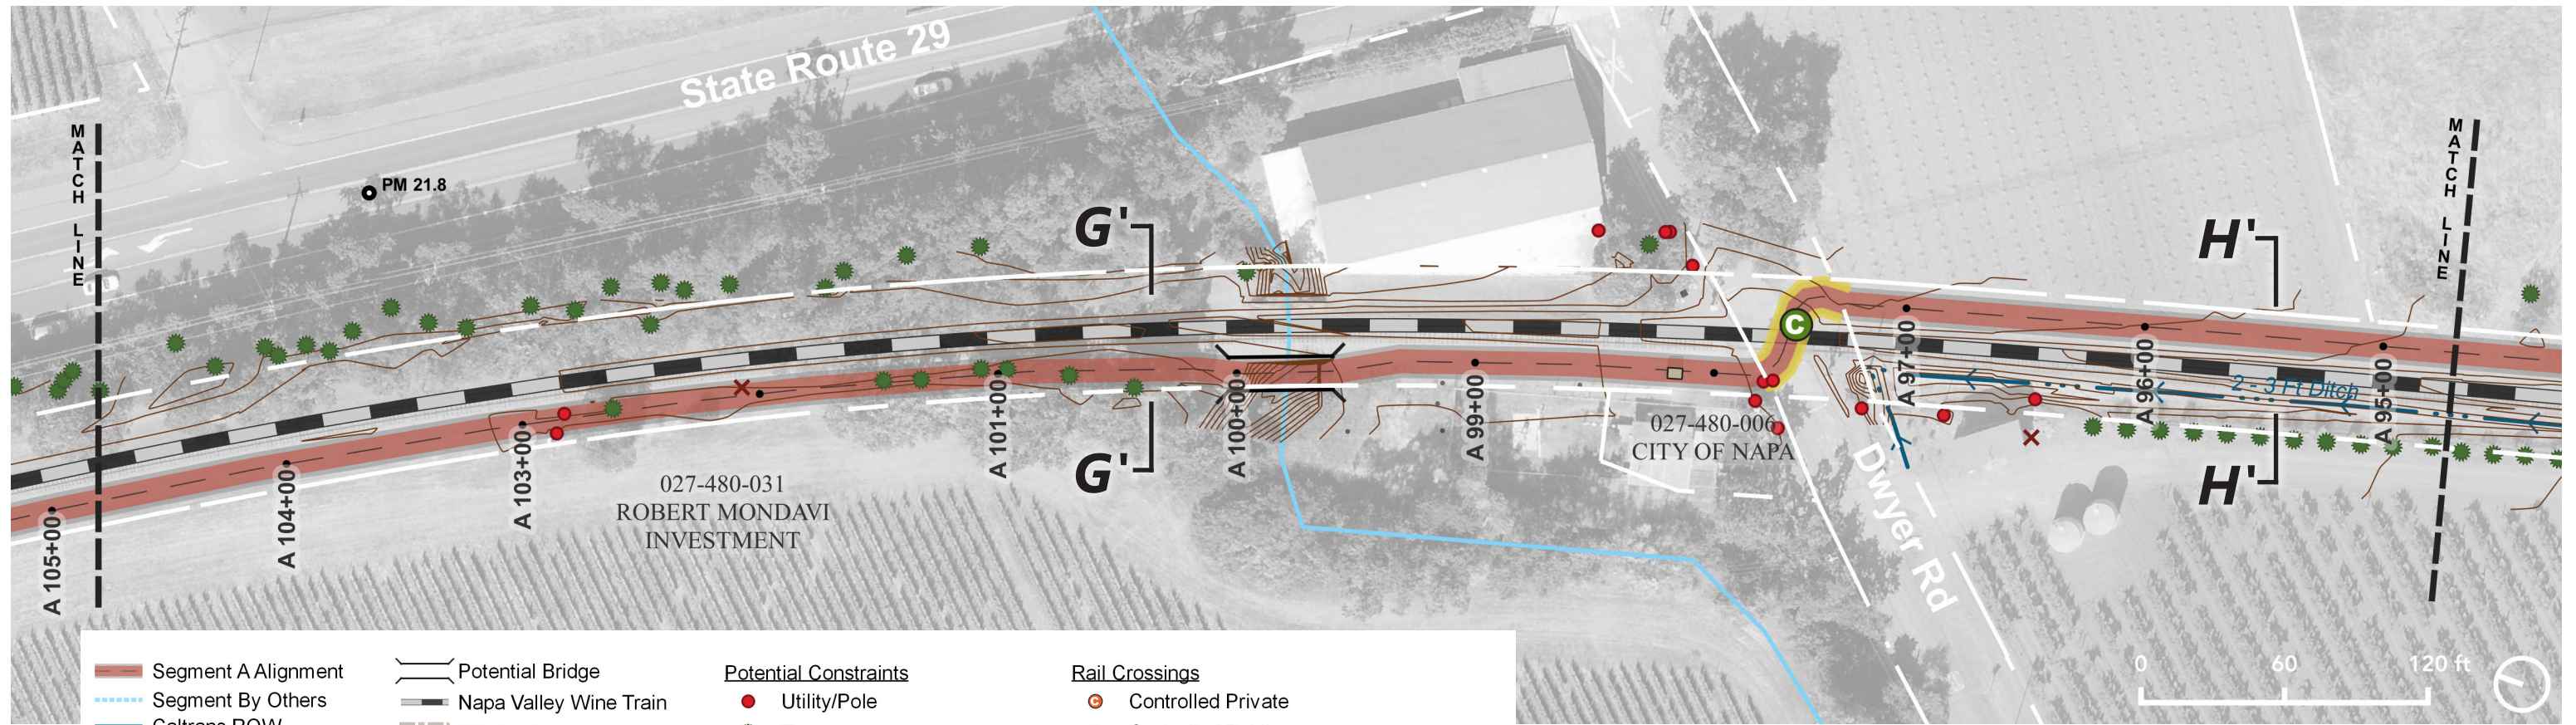 State Route 29
MATCH LINE
PM 21.8
G'
H'
MATCH LINE
C
2 - 3 Ft Ditch
A 105+00
A 104+00
A 103+00
A 101+00
A 100+00
A 99+00
A 97+00
A 96+00
A 95+00
027-480-006
CITY OF NAPA
G'
H'
027-480-031
ROBERT MONDAVI
INVESTMENT
Dwyer Rd
0 60 120 ft
Segment A Alignment
Segment By Others
Caltrans ROW
Potential Bridge
Napa Valley Wine Train
Potential Constraints
Utility/Pole
Rail Crossings
C Controlled Private